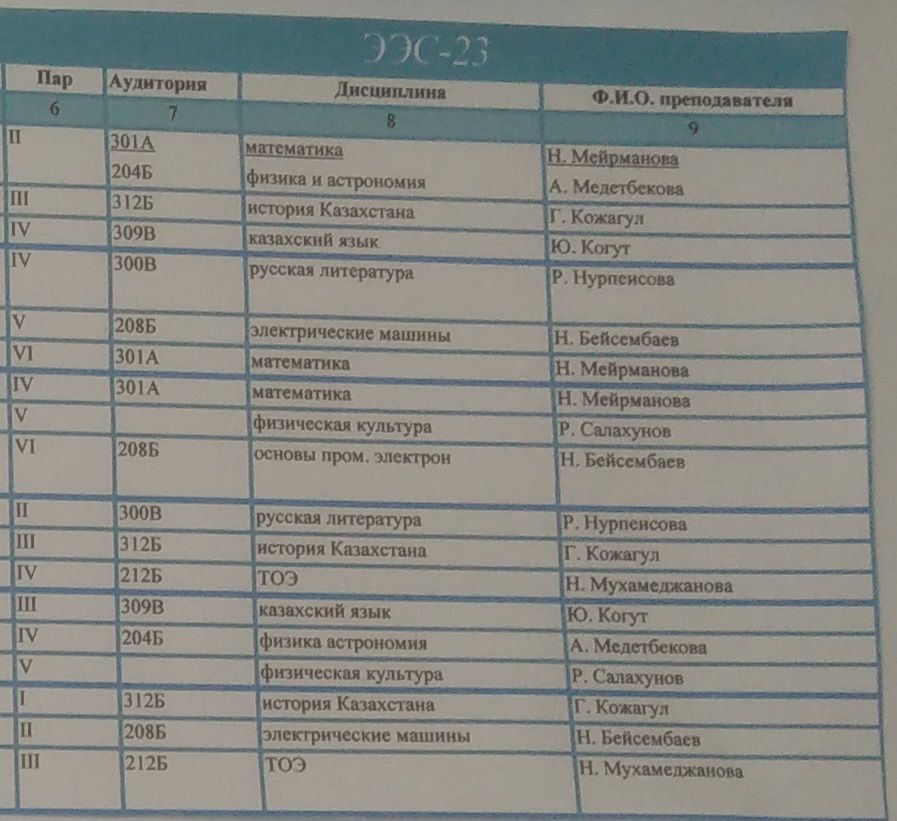 ЭЭС-23
Пар Аудитория Дисциплина Ф.И.О. преподавателя
6 7 8 9
II 301А математика Н. Мейрманова
204Б физика и астрономия А. Медетбекова
III 312Б история Казахстана Г. Кожагул
IV 309В казахский язык Ю. Когут
IV 300В русская литература Р. Нурпеисова
V 208Б электрические машины Н. Бейсембаев
VI 301А математика Н. Мейрманова
IV 301А математика Н. Мейрманова
V физическая культура Р. Салахунов
VI 208Б основы пром. электрон Н. Бейсембаев
II 300В русская литература Р. Нурпеисова
III 312Б история Казахстана Г. Кожагул
IV 212Б ТОЭ Н. Мухамеджанова
III 309В казахский язык Ю. Когут
IV 204Б физика астрономия А. Медетбекова
V физическая культура Р. Салахунов
I 312Б история Казахстана Г. Кожагул
II 208Б электрические машины Н. Бейсембаев
III 212Б ТОЭ Н. Мухамеджанова